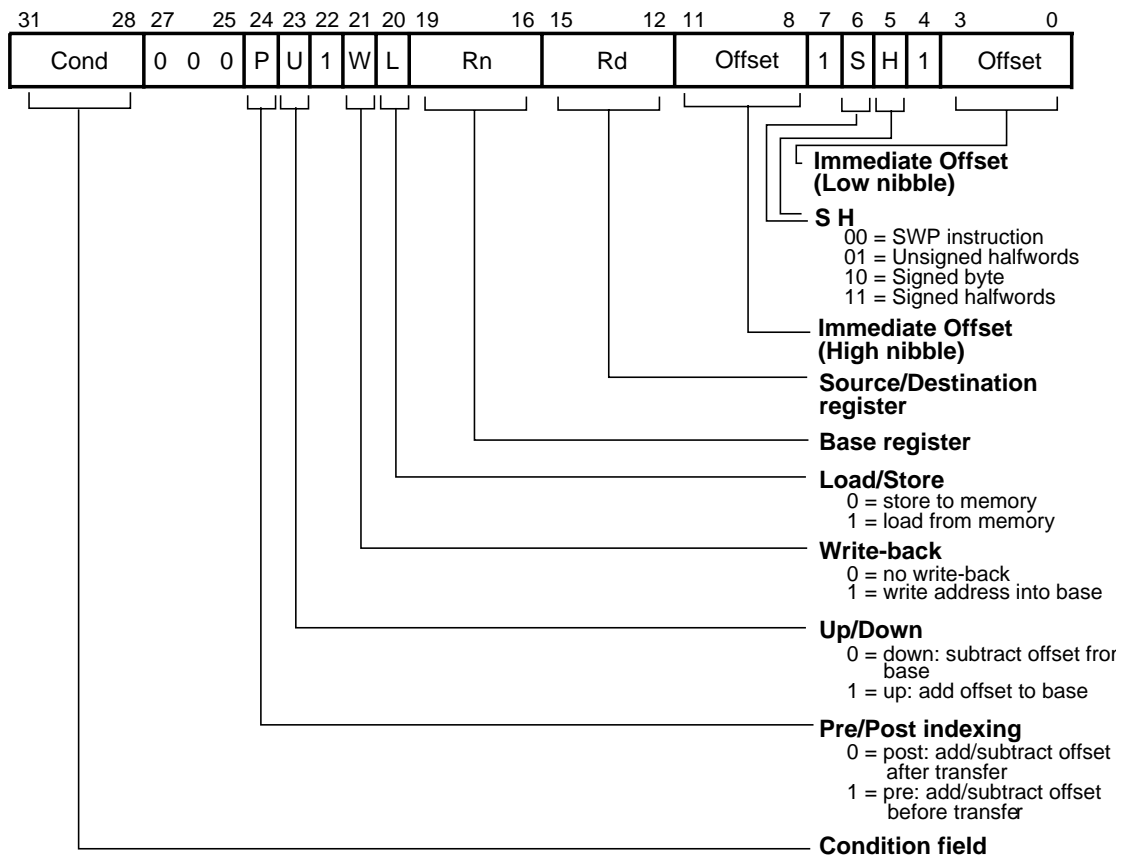 31 28 27 25 24 23 22 21 20 19 16 15 12 11 8 7 6 5 4 3 0
Cond 0 0 0 P U 1 W L Rn Rd Offset 1 S H 1 Offset
Immediate Offset
(Low nibble)
S H
00 = SWP instruction
01 = Unsigned halfwords
10 = Signed byte
11 = Signed halfwords
Immediate Offset
(High nibble)
Source/Destination
register
Base register
Load/Store
0 = store to memory
1 = load from memory
Write-back
0 = no write-back
1 = write address into base
Up/Down
0 = down: subtract offset fror
base
1 = up: add offset to base
Pre/Post indexing
0 = post: add/subtract offset
after transfer
1 = pre: add/subtract offset
before transfer
Condition field